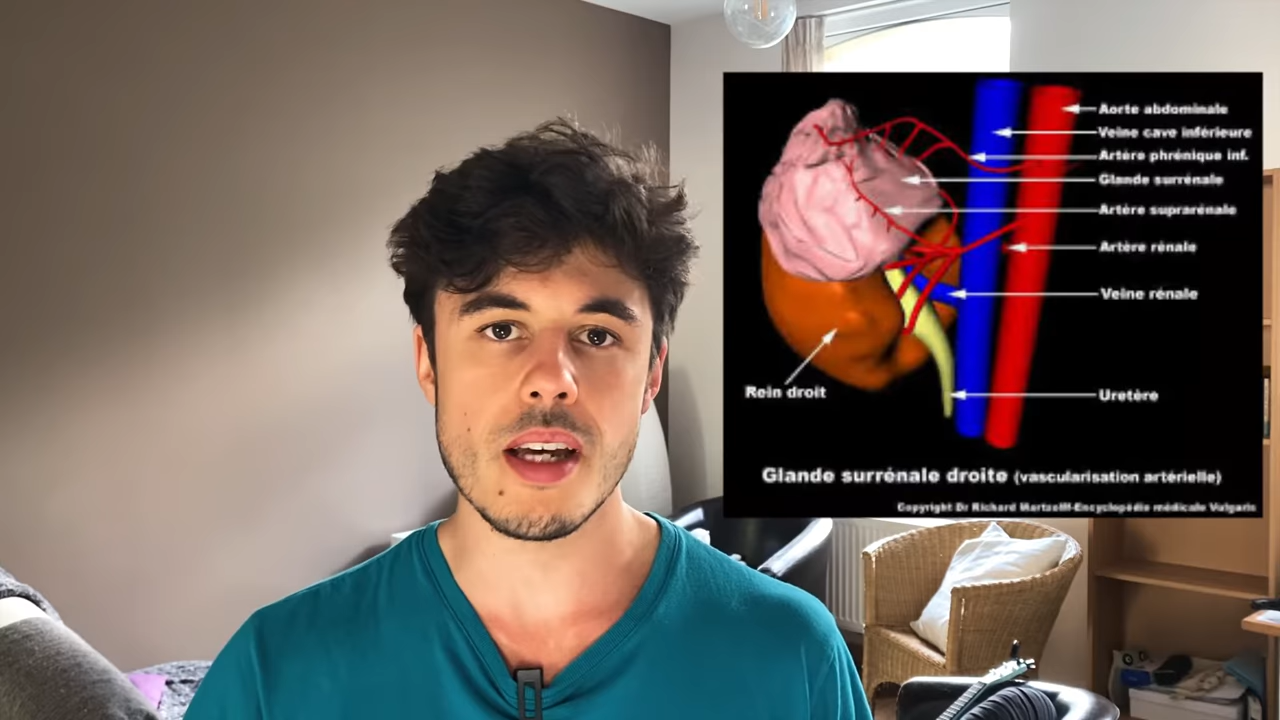 Aorte abdominale
Veine cave inférieure
Artère phrénique inf.
Glande surrénale
Artère suprarénale
Artère rénale
Veine rénale
Rein droit
Uretère
Glande surrénale droite (vascularisation artérielle)
Copyright Dr Richard Martzolff-Encyclopédie médicale Vulgaris